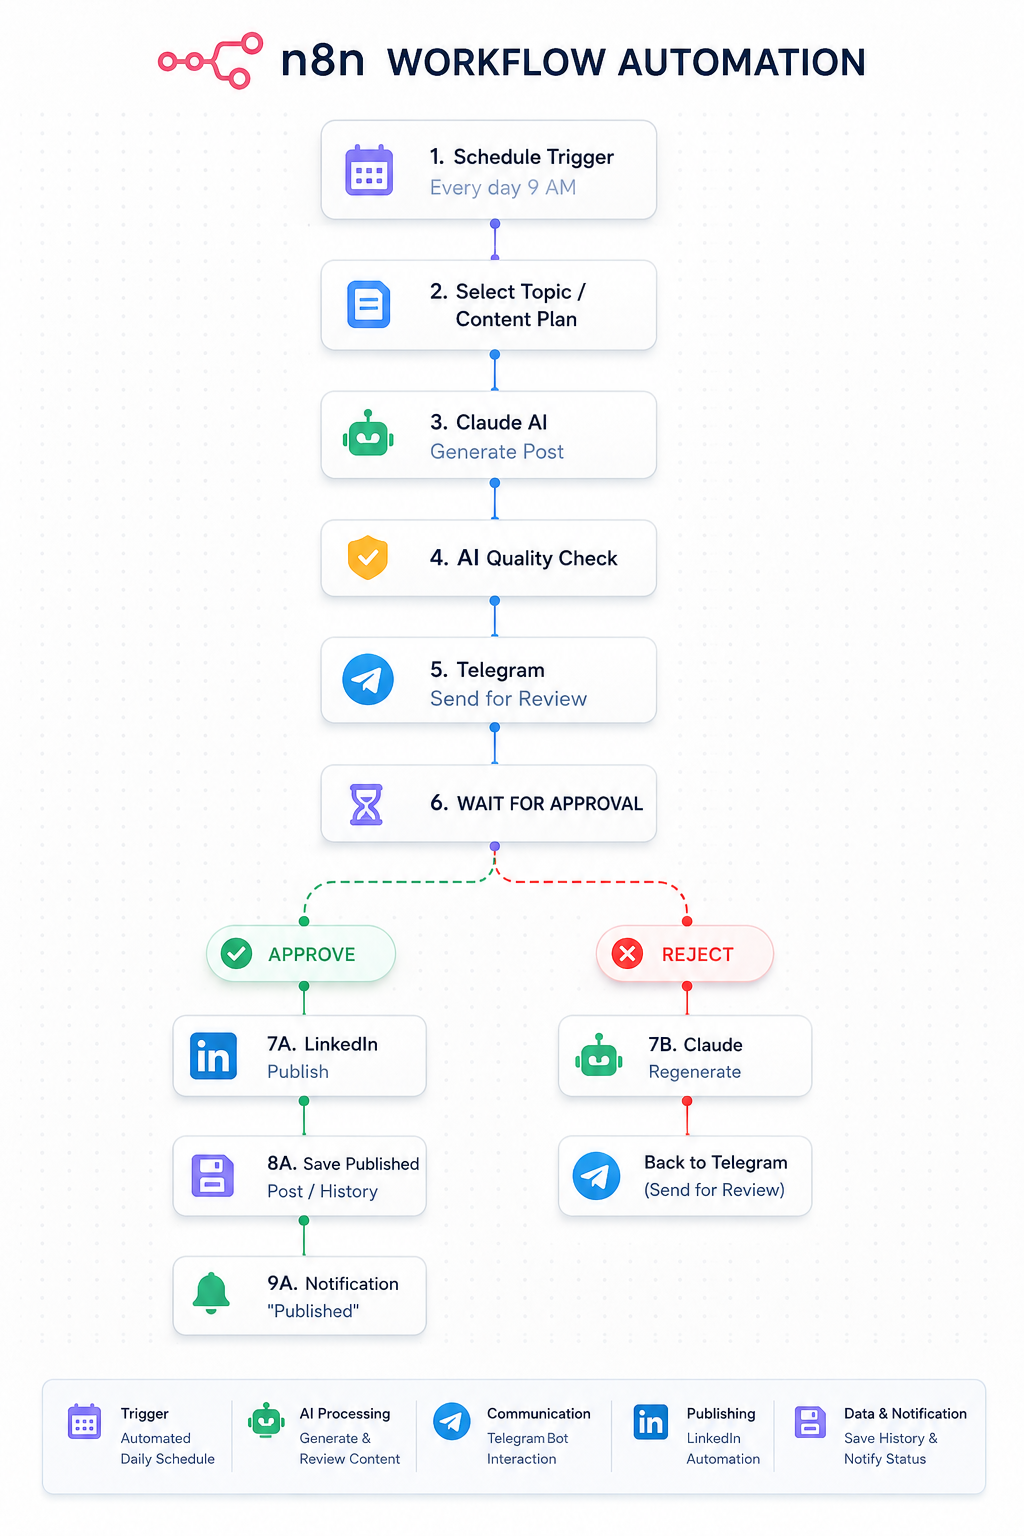 n8n WORKFLOW AUTOMATION
1. Schedule Trigger
Every day 9 AM
2. Select Topic /
Content Plan
3. Claude AI
Generate Post
4. AI Quality Check
5. Telegram
Send for Review
6. WAIT FOR APPROVAL
APPROVE
REJECT
7A. LinkedIn
Publish
7B. Claude
Regenerate
8A. Save Published
Post / History
Back to Telegram
(Send for Review)
9A. Notification
"Published"
Trigger
Automated
Daily Schedule
AI Processing
Generate &
Review Content
Communication
Telegram Bot
Interaction
in
Publishing
LinkedIn
Automation
Data & Notification
Save History &
Notify Status